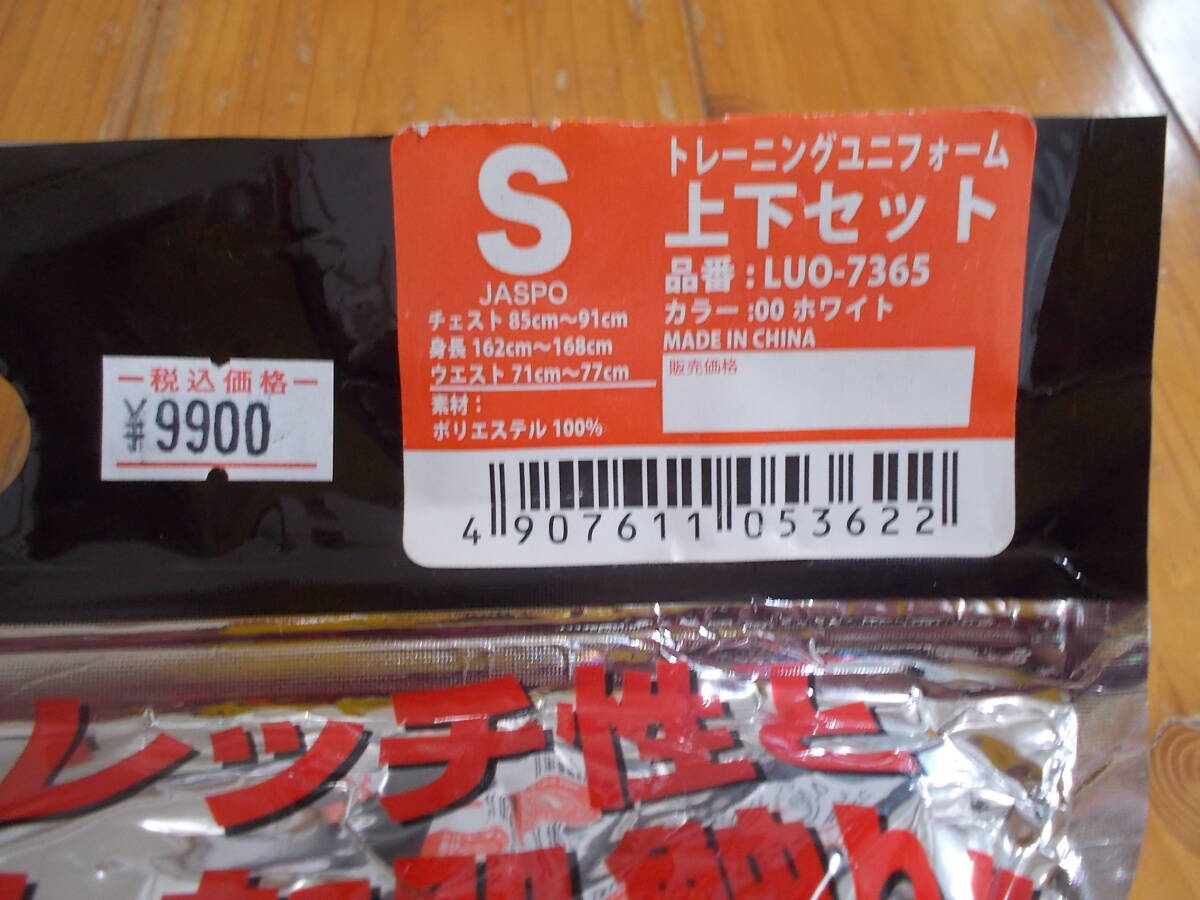 S
JASPO
チェスト 85cm～91cm
身長 162cm～168cm
ウエスト 71cm～77cm
素材：
ポリエステル 100%
トレーニングユニフォーム
上下セット
品番：LUO-7365
カラー:00 ホワイト
MADE IN CHINA
販売価格
4 907611 053622
税込価格
¥9900
レッチ性と